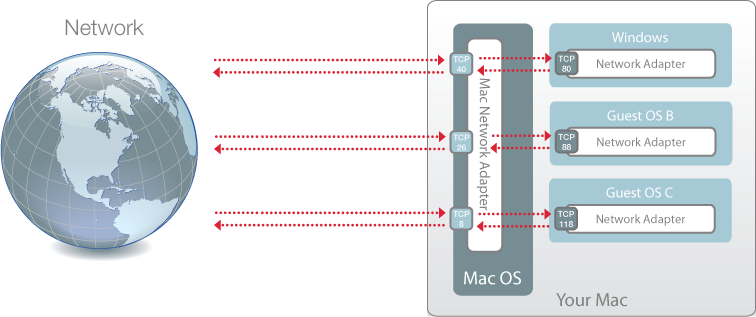 Network
Windows
TCP
40
TCP
80
Network Adapter
Mac Network Adapter
Guest OS B
TCP
26
TCP
88
Network Adapter
Guest OS C
TCP
8
TCP
118
Network Adapter
Mac OS
Your Mac